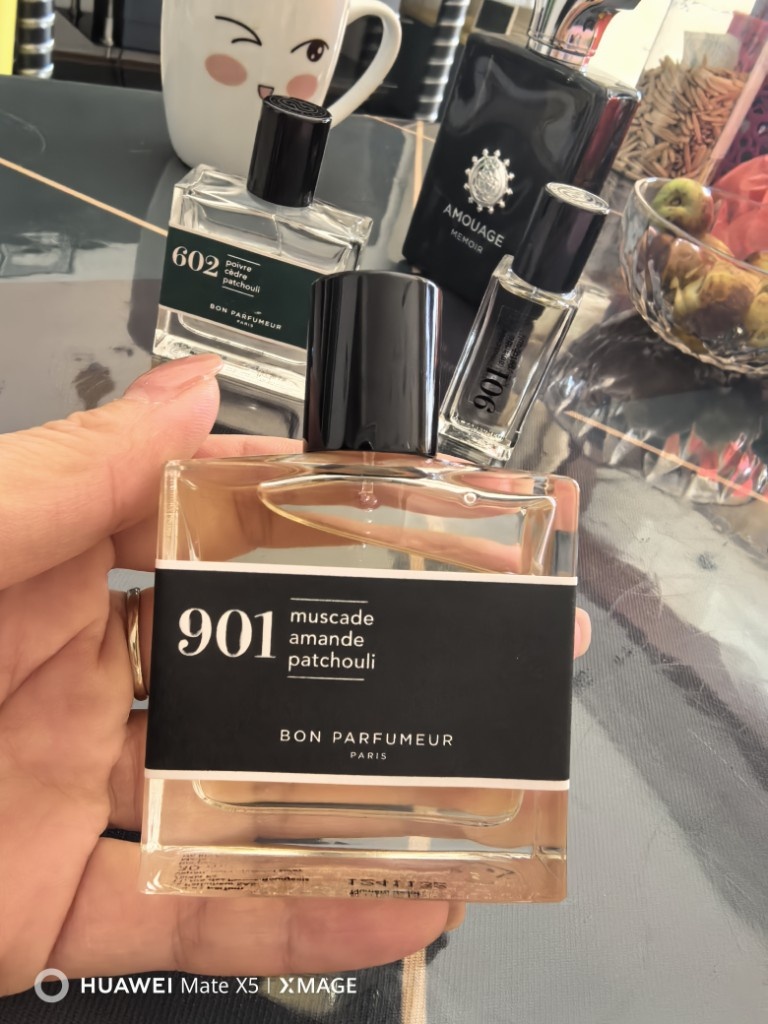 602
poivre
cèdre
patchouli
BON PARFUMEUR
PARIS
AMOUAGE
MEMOIR
901
901
muscade
amande
patchouli
BON PARFUMEUR
PARIS
HUAWEI Mate X5 | XMAGE